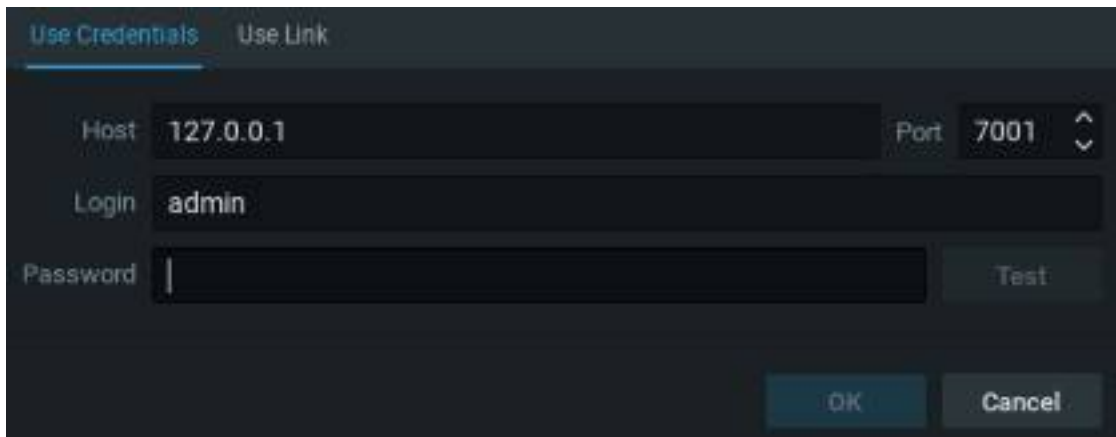 Use Credentials Use Link
Host 127.0.0.1 Port 7001
Login admin
Password Test
OK Cancel